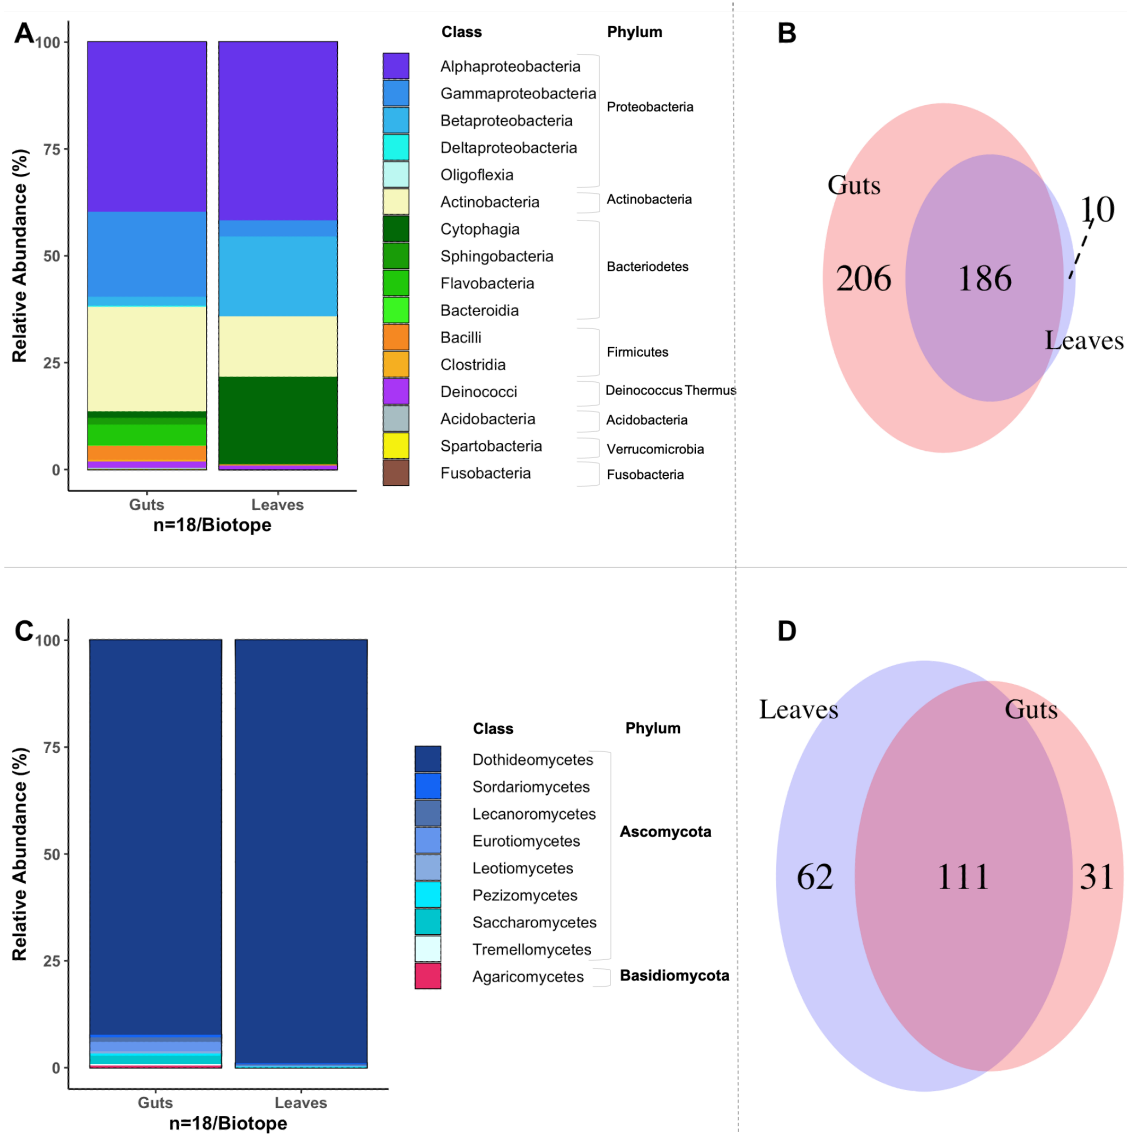 A
100
75
50
25
0
Relative Abundance (%)
Guts
Leaves
n=18/Biotope
Class
Phylum
Alphaproteobacteria
Gammaproteobacteria
Betaproteobacteria
Deltaproteobacteria
Oligoflexia
Proteobacteria
Actinobacteria
Actinobacteria
Cytophagia
Sphingobacteria
Flavobacteria
Bacteroidia
Bacteriodetes
Bacilli
Clostridia
Firmicutes
Deinococci
Deinococcus Thermus
Acidobacteria
Acidobacteria
Spartobacteria
Verrucomicrobia
Fusobacteria
Fusobacteria
B
Guts
10
206
186
Leaves
C
100
75
50
25
0
Relative Abundance (%)
Guts
Leaves
n=18/Biotope
Class
Phylum
Dothideomycetes
Sordariomycetes
Lecanoromycetes
Eurotiomycetes
Leotiomycetes
Pezizomycetes
Saccharomycetes
Tremellomycetes
Ascomycota
Agaricomycetes
Basidiomycota
D
Leaves
Guts
62
111
31